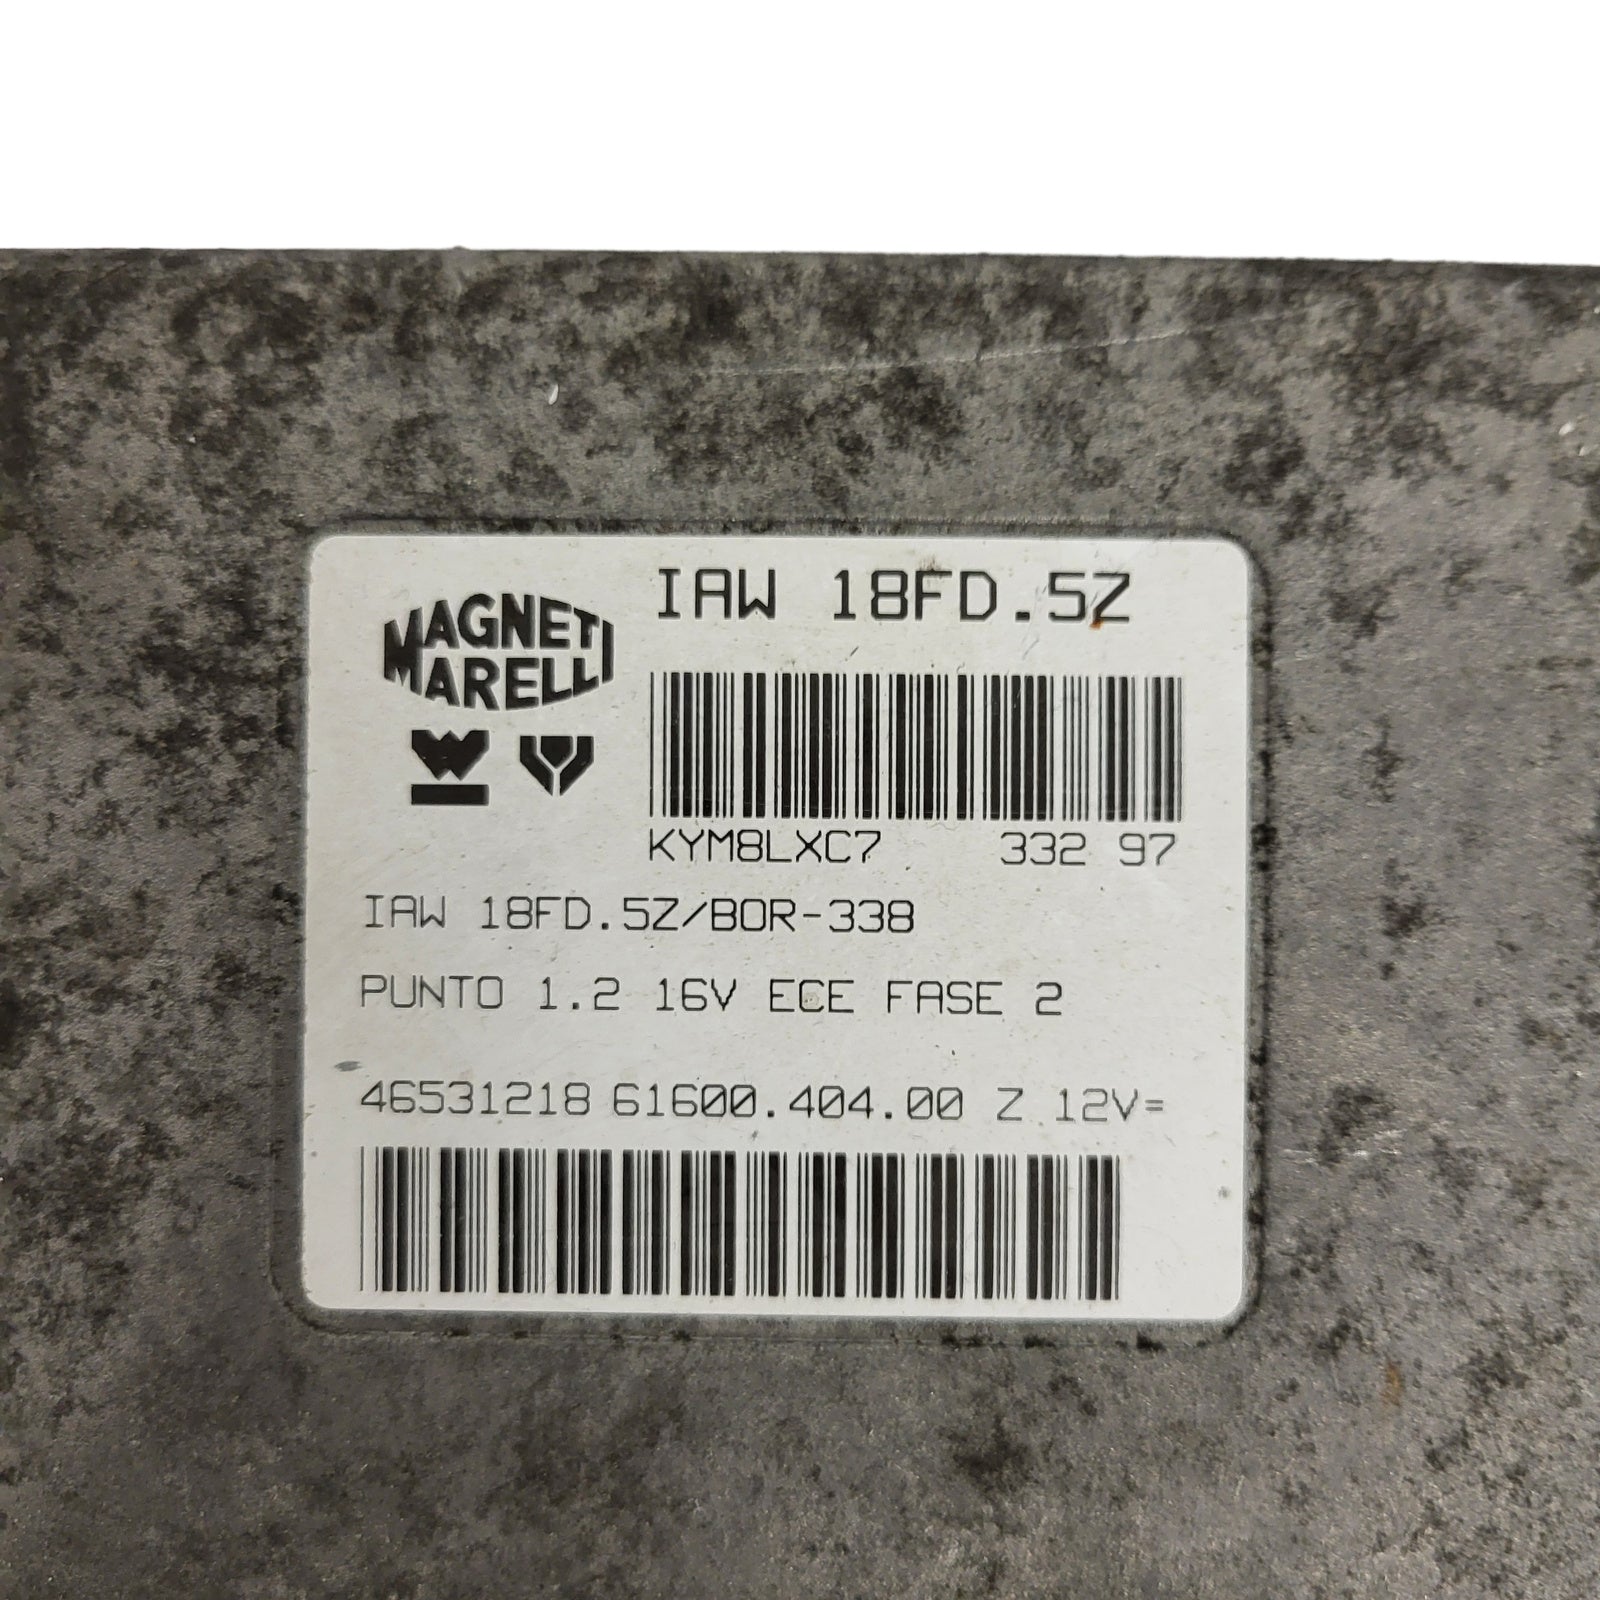 IAW 18FD.5Z
MAGNETI
MARELLI
KYM8LXC7 332 97
IAW 18FD.5Z/BOR-338
PUNTO 1.2 16V ECE FASE 2
46531218 61600.404.00 Z 12V=